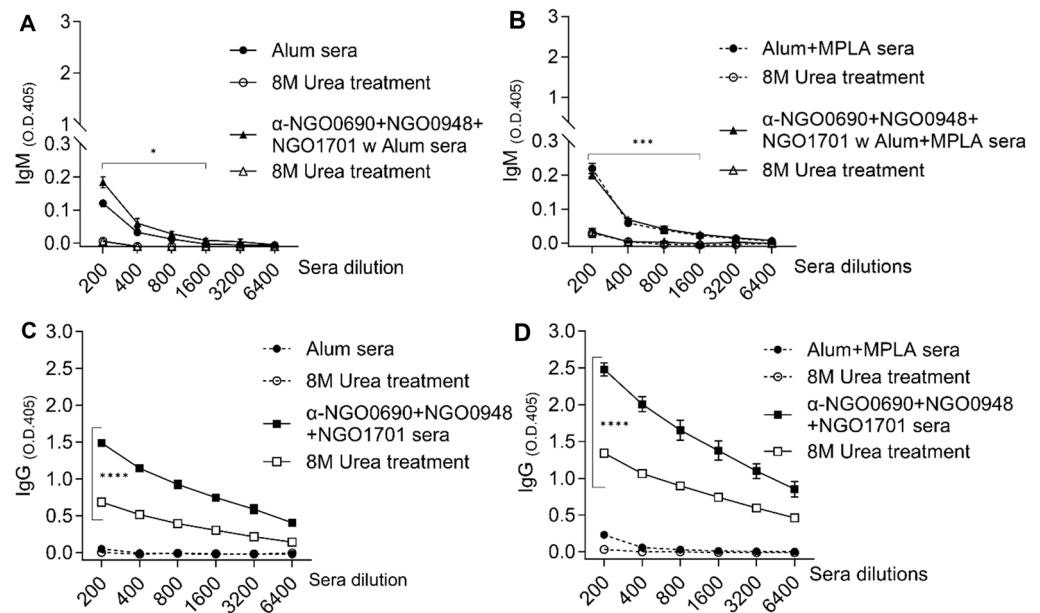 A
3
2
1
0.3
0.2
0.1
0.0
IgM (O.D.405)
Alum sera
8M Urea treatment
α-NGO0690+NGO0948+
NGO1701 w Alum sera
8M Urea treatment
*
200 400 800 1600 3200 6400
Sera dilution
B
3
2
1
0.3
0.2
0.1
0.0
IgM (O.D.405)
Alum+MPLA sera
8M Urea treatment
α-NGO0690+NGO0948+
NGO1701 w Alum+MPLA sera
8M Urea treatment
***
200 400 800 1600 3200 6400
Sera dilutions
C
3.0
2.5
2.0
1.5
1.0
0.5
0.0
IgG (O.D.405)
Alum sera
8M Urea treatment
α-NGO0690+NGO0948
+NGO1701 sera
8M Urea treatment
****
200 400 800 1600 3200 6400
Sera dilution
D
3.0
2.5
2.0
1.5
1.0
0.5
0.0
IgG (O.D.405)
Alum+MPLA sera
8M Urea treatment
α-NGO0690+NGO0948
+NGO1701 sera
8M Urea treatment
****
200 400 800 1600 3200 6400
Sera dilutions